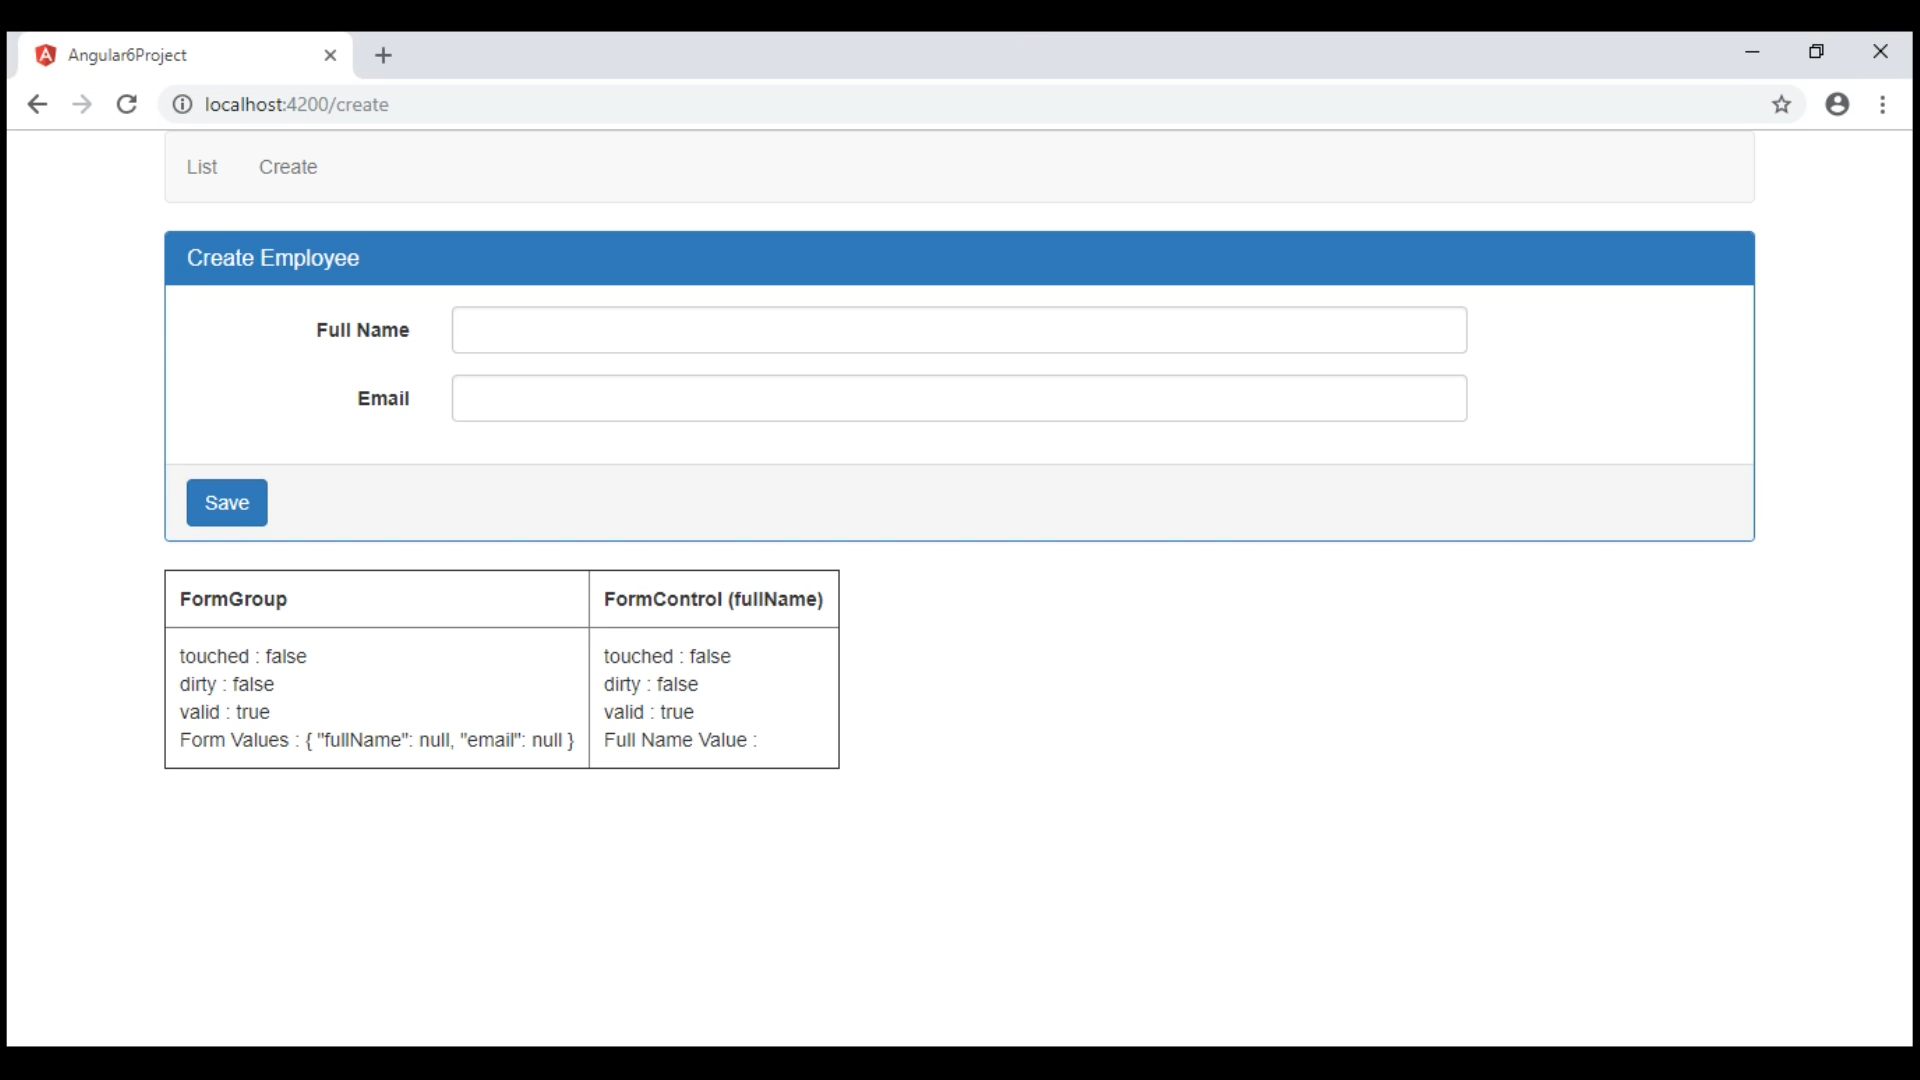 Angular6Project
localhost:4200/create
List Create
Create Employee
Full Name
Email
Save
FormGroup FormControl (fullName)
touched : false touched : false
dirty : false dirty : false
valid : true valid : true
Form Values : { "fullName": null, "email": null } Full Name Value :